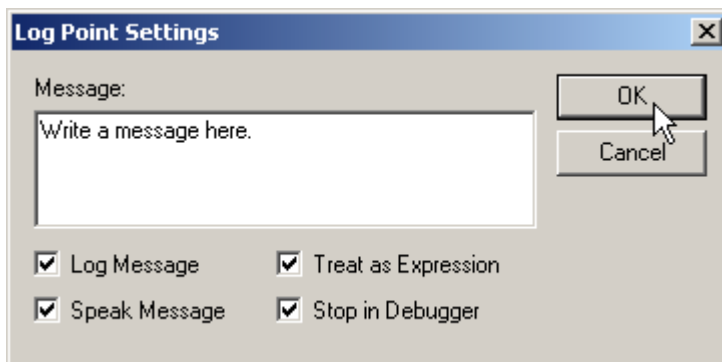 Log Point Settings
Message:
Write a message here.
OK
Cancel
Log Message
Treat as Expression
Speak Message
Stop in Debugger